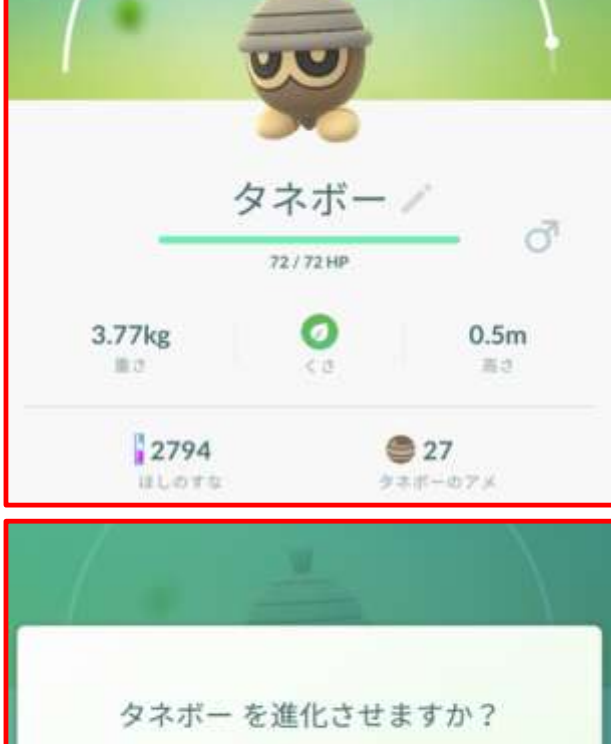 タネボー
72 / 72 HP
3.77kg
0.5m
重さ
くさ
高さ
2794
27
ほしのすな
タネボーのアメ
タネボー を進化させますか？